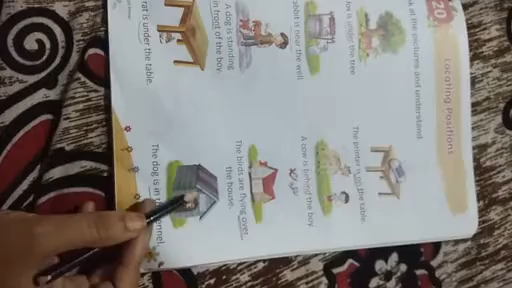 20
Locating Positions
at the pictures and understand
under the tree
The printer is on the table.
rabbit is near the well
A cow is behind the boy.
A dog is standing
in front of the boy
The birds are flying over
the house.
rat is under the table.
The dog is in the kennel